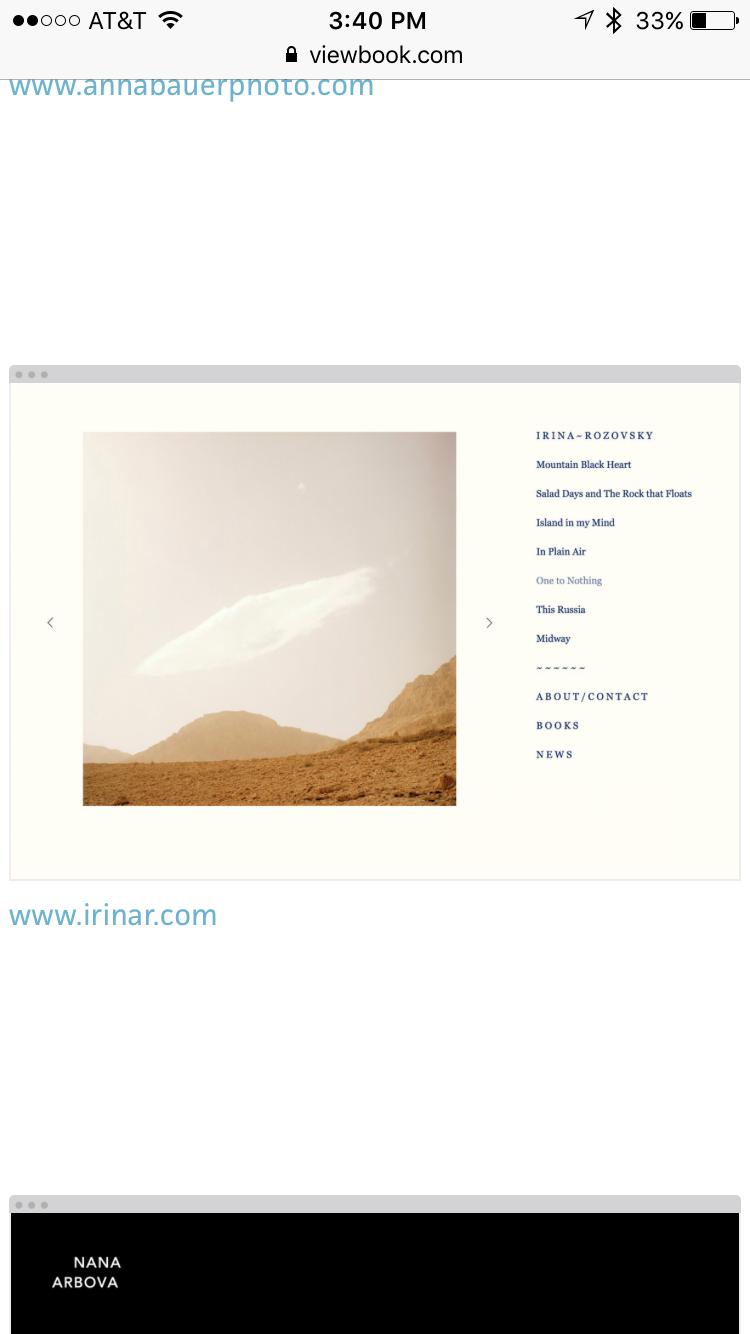 AT&T 3:40 PM 33%
viewbook.com
www.annabauerphoto.com
IRINA~ROZOVSKY
Mountain Black Heart
Salad Days and The Rock that Floats
Island in my Mind
In Plain Air
One to Nothing
This Russia
Midway
~~~~~~
ABOUT/CONTACT
BOOKS
NEWS
www.irinar.com
NANA
ARBOVA